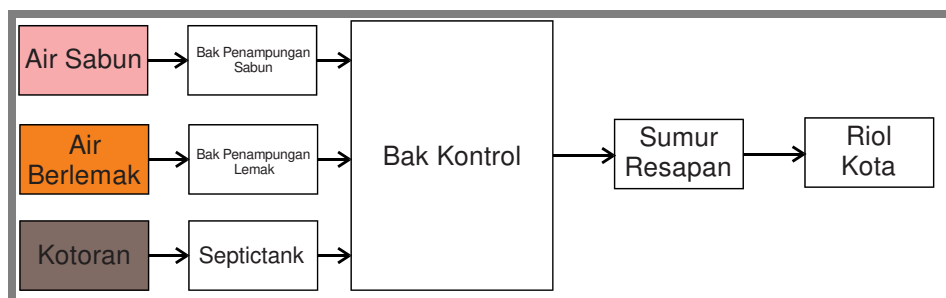 Air Sabun
Bak Penampungan
Sabun
Air
Berlemak
Bak Penampungan
Lemak
Kotoran
Septictank
Bak Kontrol
Sumur
Resapan
Riol
Kota